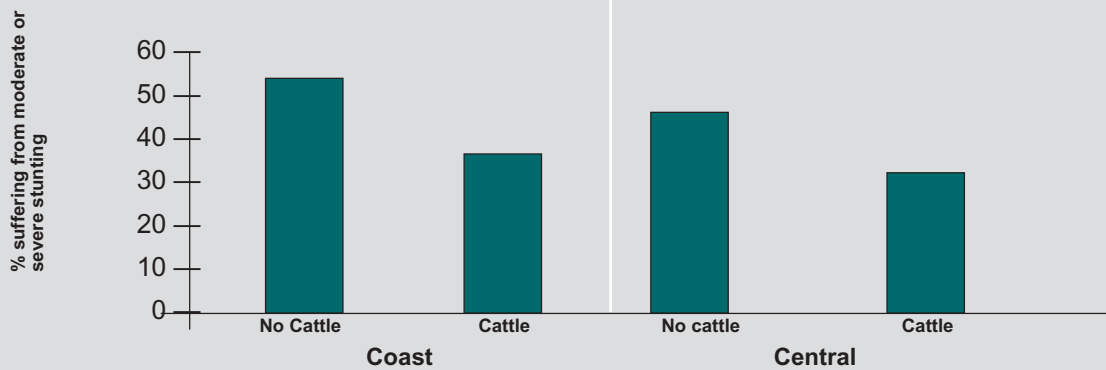 % suffering from moderate or
severe stunting
60
50
40
30
20
10
0
No Cattle
Cattle
No cattle
Cattle
Coast
Central